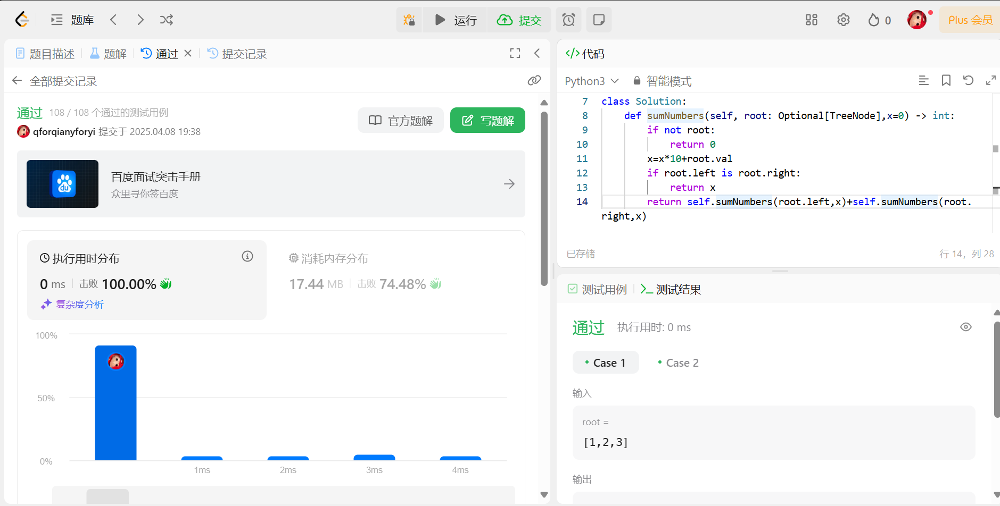 题库
运行
提交
0
Plus 会员
题目描述
题解
通过
提交记录
全部提交记录
通过 108 / 108 个通过的测试用例
qforqianyforyi 提交于 2025.04.08 19:38
官方题解
写题解
du
百度面试突击手册
众里寻你签百度
执行用时分布
0 ms
击败 100.00%
复杂度分析
消耗内存分布
17.44 MB
击败 74.48%
100%
50%
0%
1ms
2ms
3ms
4ms
</> 代码
Python3
智能模式
7 class Solution:
8 def sumNumbers(self, root: Optional[TreeNode],x=0) -> int:
9 if not root:
10 return 0
11 x=x*10+root.val
12 if root.left is root.right:
13 return x
14 return self.sumNumbers(root.left,x)+self.sumNumbers(root.
right,x)
已存储
行 14, 列 28
测试用例
测试结果
通过 执行用时: 0 ms
Case 1
Case 2
输入
root =
[1,2,3]
输出